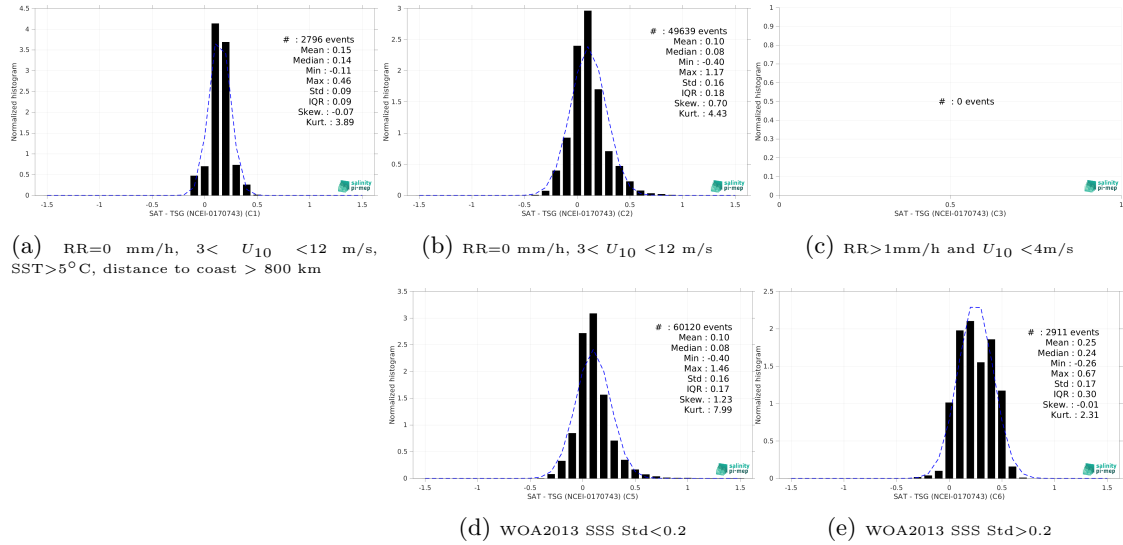 4.5
4
3.5
3
2.5
2
1.5
1
0.5
0
Normalized histogram
# : 2796 events
Mean : 0.15
Median : 0.14
Min : -0.11
Max : 0.46
Std : 0.09
IQR : 0.09
Skew. : -0.07
Kurt. : 3.89
salinity
pi-mep
-1.5 -1 -0.5 0 0.5 1 1.5
SAT - TSG (NCEI-0170743) (C1)
(a) RR=0 mm/h, 3< U10 <12 m/s,
SST>5°C, distance to coast > 800 km
3
2.5
2
1.5
1
0.5
0
Normalized histogram
# : 49639 events
Mean : 0.10
Median : 0.08
Min : -0.40
Max : 1.17
Std : 0.16
IQR : 0.18
Skew. : 0.70
Kurt. : 4.43
salinity
pi-mep
-1.5 -1 -0.5 0 0.5 1 1.5
SAT - TSG (NCEI-0170743) (C2)
(b) RR=0 mm/h, 3< U10 <12 m/s
1
0.9
0.8
0.7
0.6
0.5
0.4
0.3
0.2
0.1
0
Normalized histogram
# : 0 events
salinity
pi-mep
0 0.5 1
SAT - TSG (NCEI-0170743) (C3)
(c) RR>1mm/h and U10 <4m/s
3.5
3
2.5
2
1.5
1
0.5
0
Normalized histogram
# : 60120 events
Mean : 0.10
Median : 0.08
Min : -0.40
Max : 1.46
Std : 0.16
IQR : 0.17
Skew. : 1.23
Kurt. : 7.99
salinity
pi-mep
-1.5 -1 -0.5 0 0.5 1 1.5
SAT - TSG (NCEI-0170743) (C5)
(d) WOA2013 SSS Std<0.2
2.5
2
1.5
1
0.5
0
Normalized histogram
# : 2911 events
Mean : 0.25
Median : 0.24
Min : -0.26
Max : 0.67
Std : 0.17
IQR : 0.30
Skew. : -0.01
Kurt. : 2.31
salinity
pi-mep
-1.5 -1 -0.5 0 0.5 1 1.5
SAT - TSG (NCEI-0170743) (C6)
(e) WOA2013 SSS Std>0.2